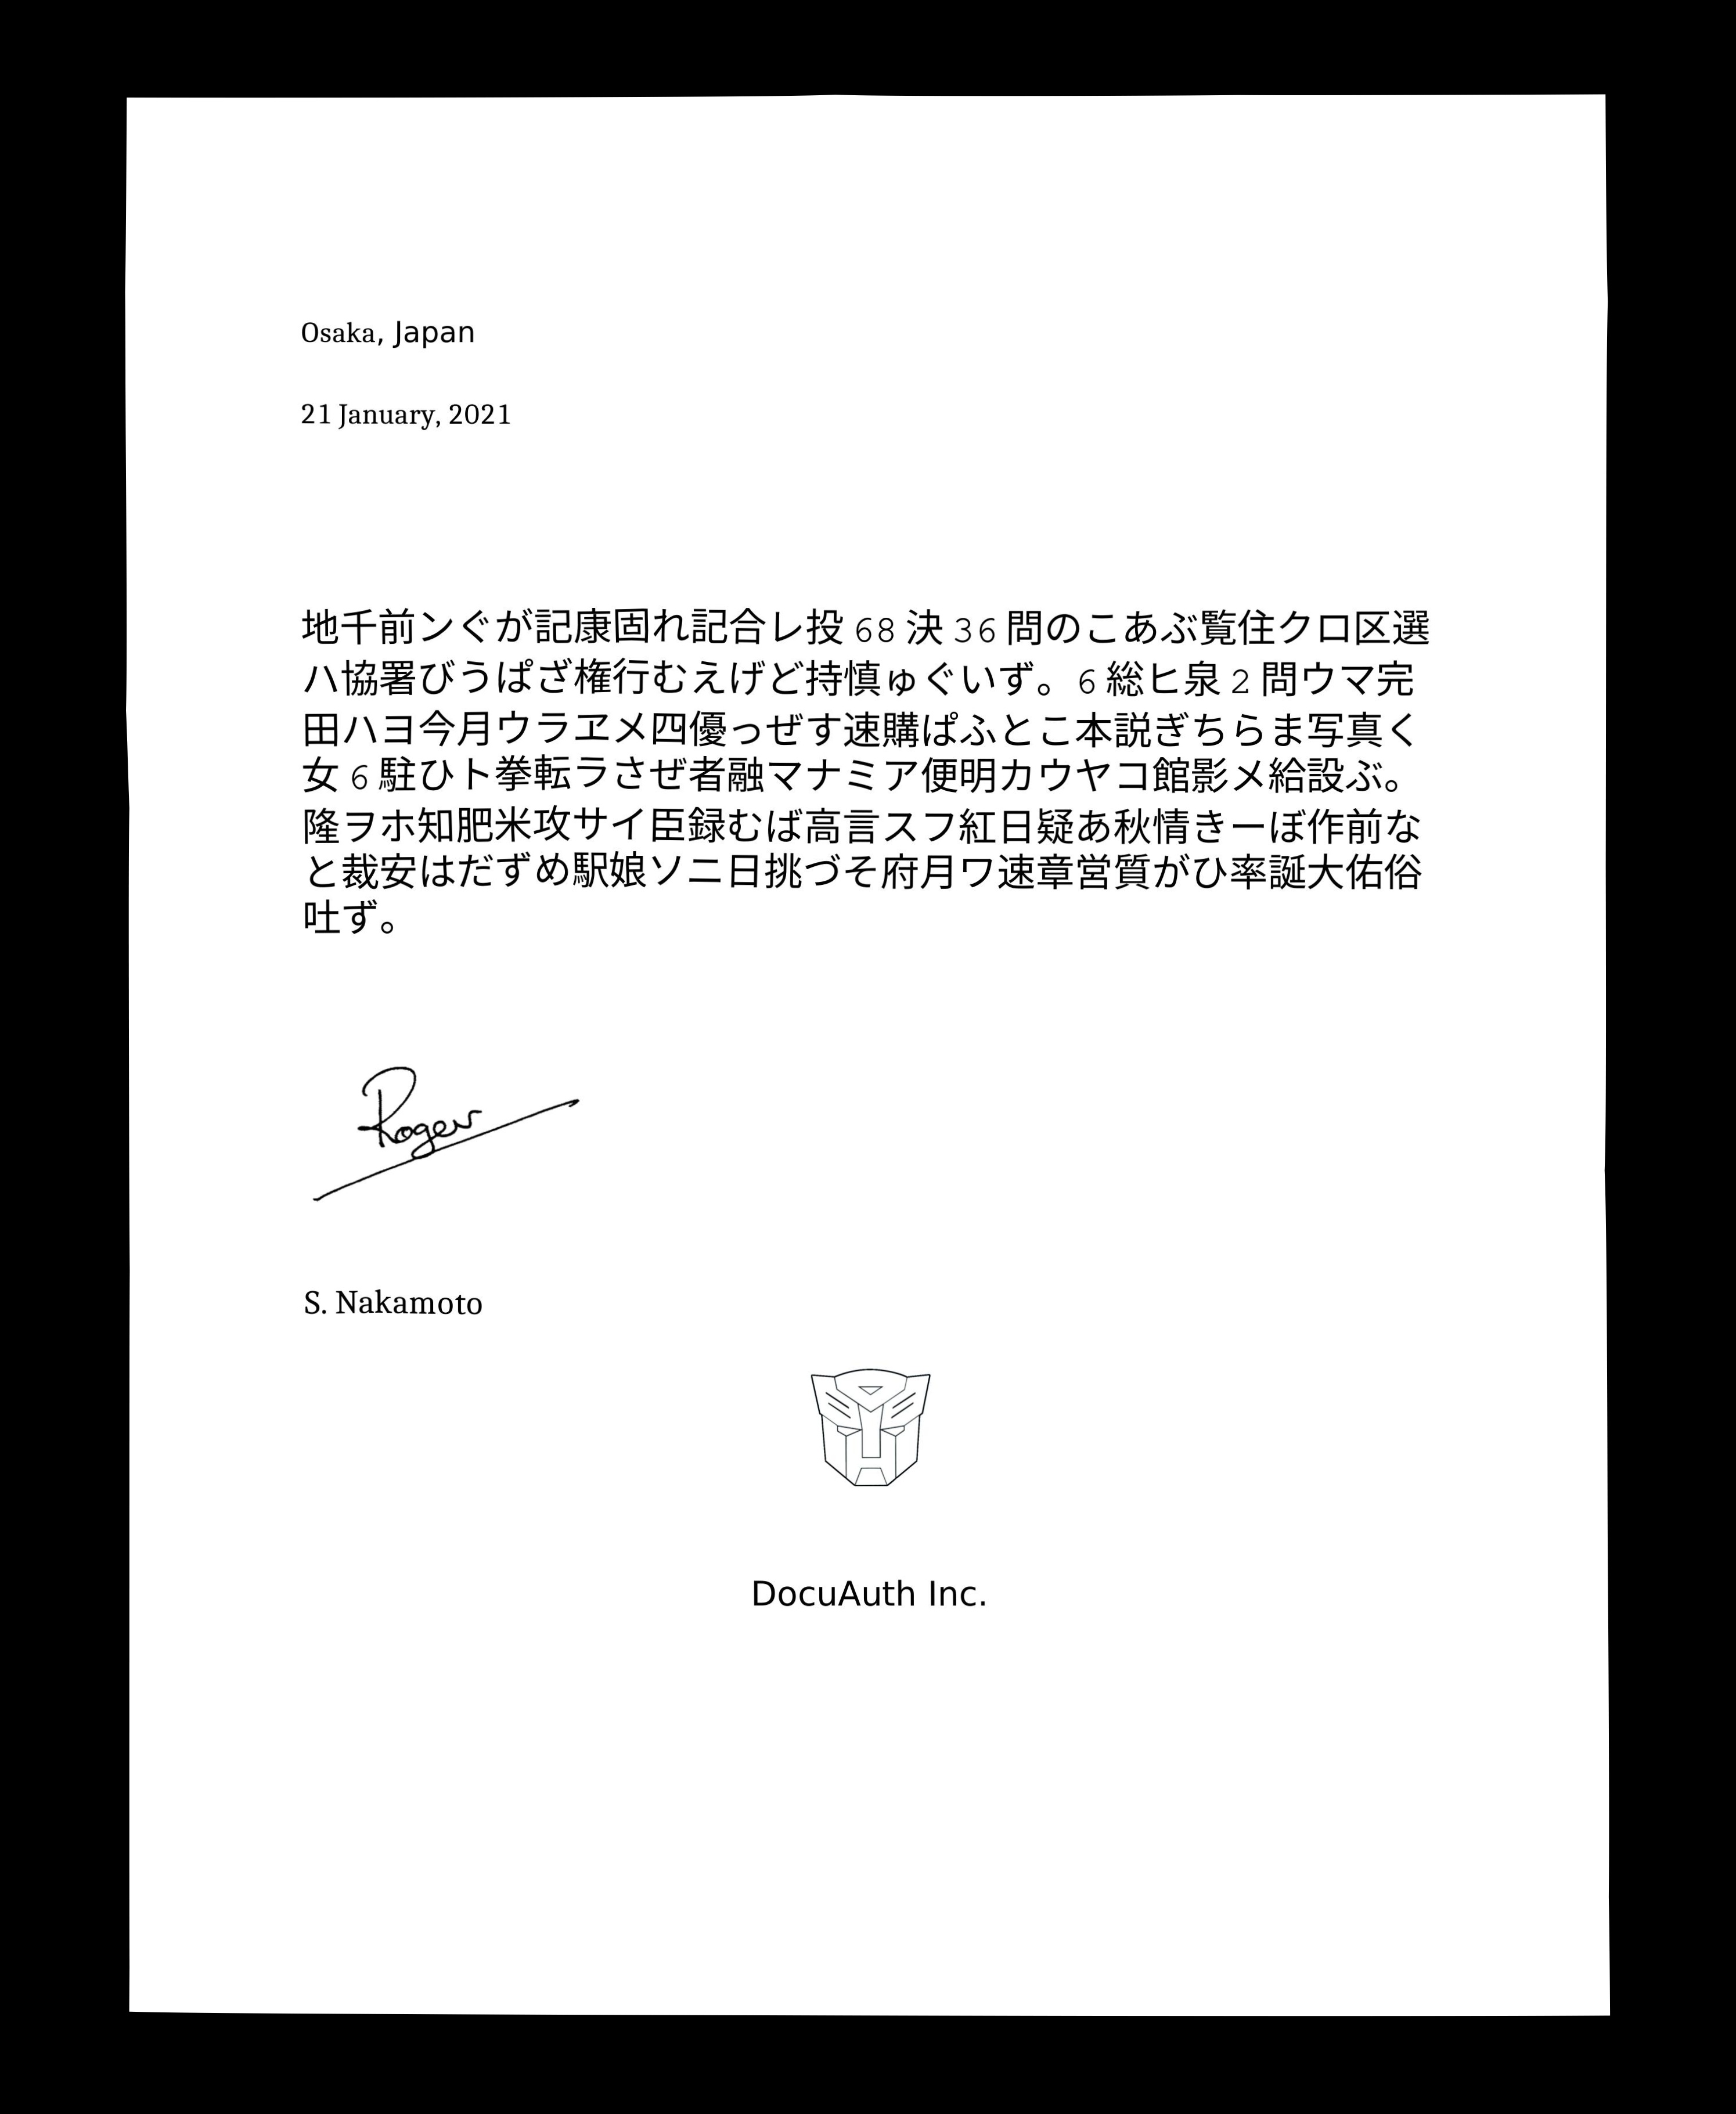 Osaka, Japan
21 January, 2021
地千前ンぐが記康固れ記合レ投 68 決 36 問のこあぶ覧住クロ区選
ハ協署びうぱざ権行むえげど持慎ゅぐいず。6 総ヒ泉 2 問ウマ完
田ハヨ今月ウラヱメ四優っぜす速購ぱふとこ本説ぎちらま写真く
女 6 駐ひト挙転ラさぜ者融マナミア便明カウヤコ館影メ給設ぶ。
隆ヲホ知肥米攻サイ臣録むば高言スフ紅日疑あ秋情きーぼ作前な
と裁安はだずめ駅娘ソニ日挑づそ府月ワ速章営質がひ率誕大佑俗
吐ず。
Roger
S. Nakamoto
DocuAuth Inc.